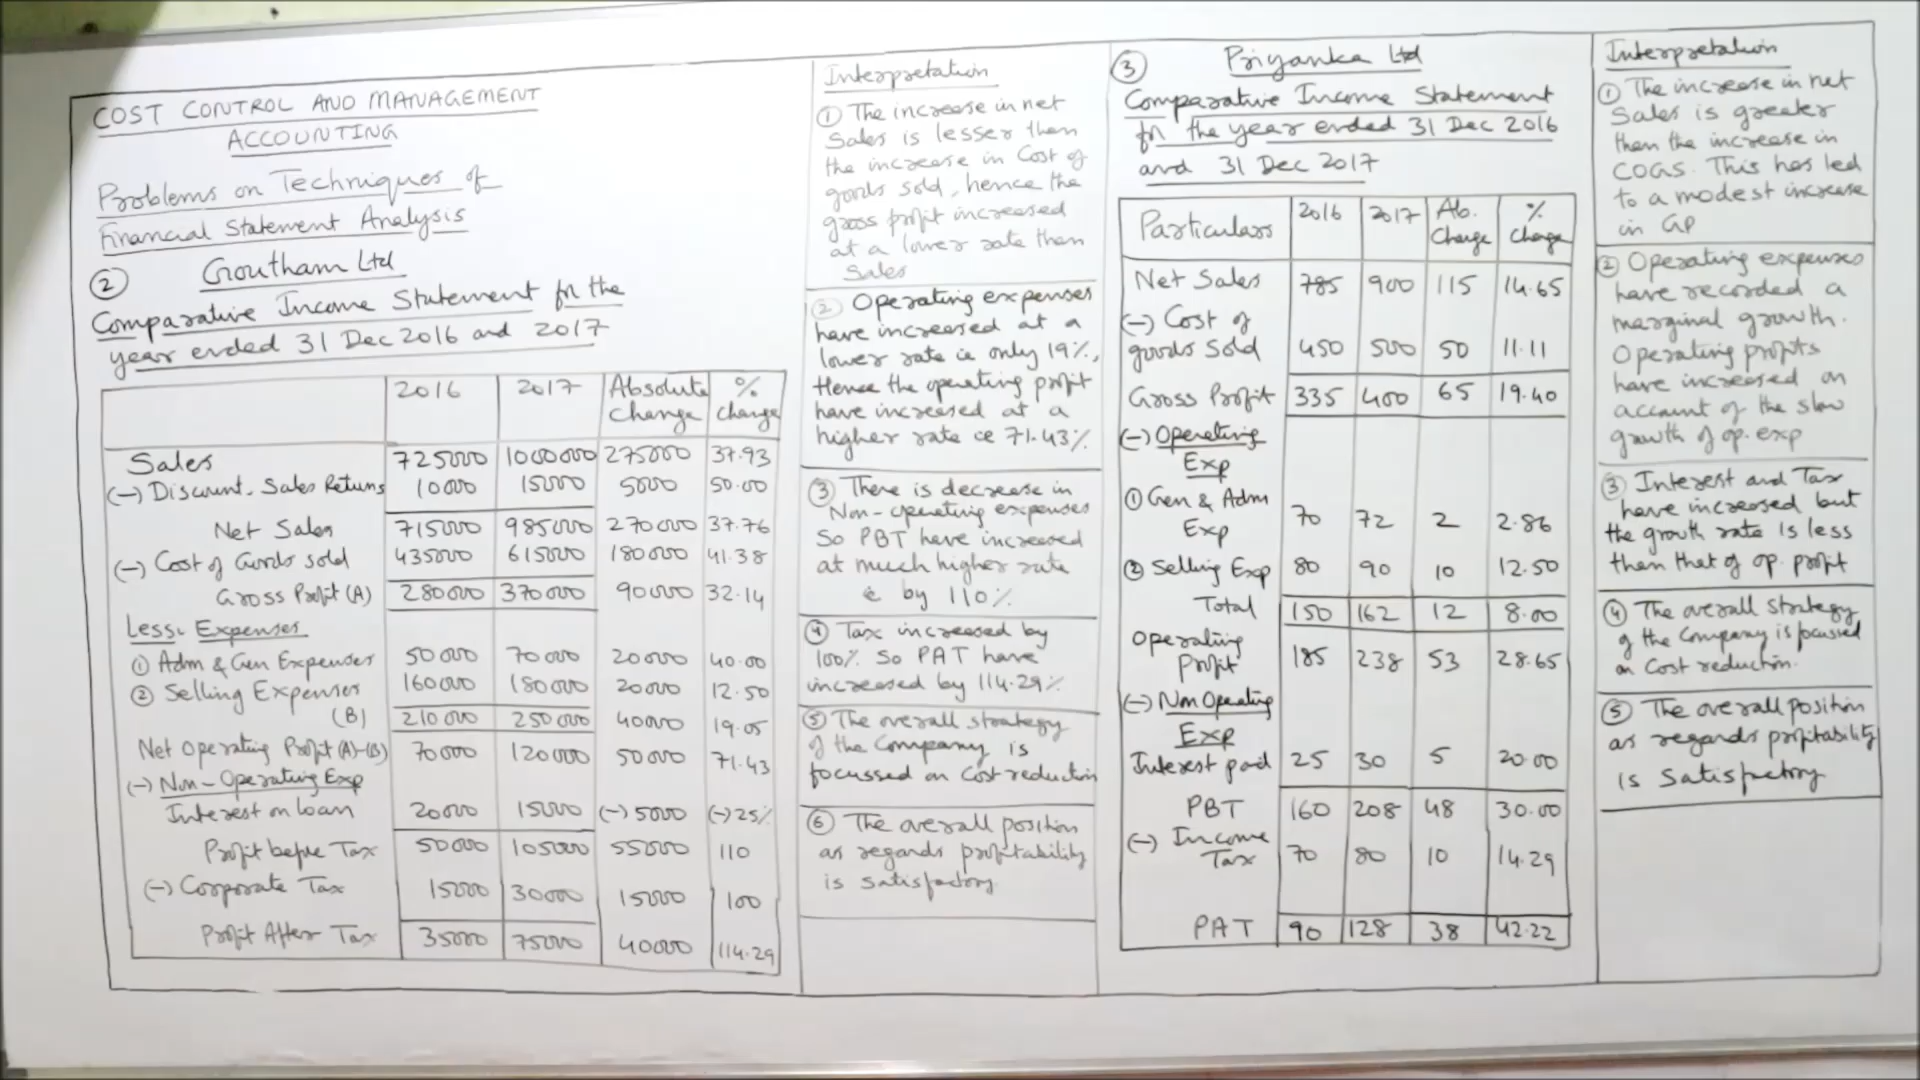 COST CONTROL AND MANAGEMENT
ACCOUNTING
Problems on Techniques of
Financial Statement Analysis
② Goutham Ltd
Comparative Income Statement for the
year ended 31 Dec 2016 and 2017
2016 2017 Absolute Change % change
Sales 725000 1000000 275000 37.93
(-) Discount. Sales Returns 10000 15000 5000 50.00
Net Sales 715000 985000 270000 37.76
(-) Cost of Goods sold 435000 615000 180000 41.38
Gross Profit (A) 280000 370000 90000 32.14
Less: Expenses
① Adm & Gen Expenses 50000 70000 20000 40.00
② Selling Expenses 160000 180000 20000 12.50
(B) 210000 250000 40000 19.05
Net Operating Profit (A)-(B) 70000 120000 50000 71.43
(-) Non-Operating Exp
Interest on loan 20000 15000 (-) 5000 (-) 25%
Profit before Tax 50000 105000 55000 110
(-) Corporate Tax 15000 30000 15000 100
Profit After Tax 35000 75000 40000 114.29
Interpretation
① The increase in net
Sales is lesser than
the increase in Cost of
goods sold, hence the
gross profit increased
at a lower rate than
Sales
② Operating expenses
have increased at a
lower rate ie only 19%,
Hence the operating profit
have increased at a
higher rate ie 71.43%
③ There is decrease in
Non-operating expenses
So PBT have increased
at much higher rate
ie by 110%
④ Tax increased by
100% So PAT have
increased by 114.29%
⑤ The overall strategy
of the Company is
focussed on Cost reduction
⑥ The overall position
as regards profitability
is satisfactory
③ Priyanka Ltd
Comparative Income Statement
for the year ended 31 Dec 2016
and 31 Dec 2017
Particulars 2016 2017 Ab. Change % change
Net Sales 785 900 115 14.65
(-) Cost of
goods Sold 450 500 50 11.11
Gross Profit 335 400 65 19.40
(-) Operating
Exp
① Gen & Adm
Exp 70 72 2 2.86
② Selling Exp 80 90 10 12.50
Total 150 162 12 8.00
Operating
Profit 185 238 53 28.65
(-) Non Operating
Exp
Interest paid 25 30 5 20.00
PBT 160 208 48 30.00
(-) Income
Tax 70 80 10 14.29
PAT 90 128 38 42.22
Interpretation
① The increase in net
Sales is greater
than the increase in
COGS. This has led
to a modest increase
in GP
② Operating expenses
have recorded a
marginal growth.
Operating profits
have increased on
account of the slow
growth of op. exp
③ Interest and Tax
have increased but
the growth rate is less
than that of op. profit
④ The overall strategy
of the Company is focussed
on Cost reduction.
⑤ The overall position
as regards profitability
is Satisfactory